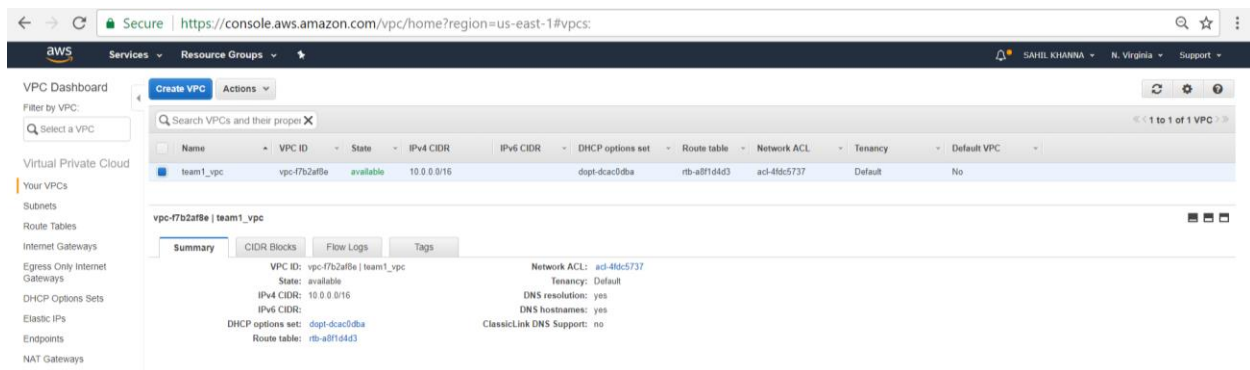 Secure | https://console.aws.amazon.com/vpc/home?region=us-east-1#vpcs:
aws Services Resource Groups SAHIL KHANNA N. Virginia Support
VPC Dashboard
Filter by VPC:
Select a VPC
Virtual Private Cloud
Your VPCs
Subnets
Route Tables
Internet Gateways
Egress Only Internet
Gateways
DHCP Options Sets
Elastic IPs
Endpoints
NAT Gateways
Create VPC Actions
Search VPCs and their proper X 1 to 1 of 1 VPC
Name VPC ID State IPv4 CIDR IPv6 CIDR DHCP options set Route table Network ACL Tenancy Default VPC
team1_vpc vpc-f7b2af8e available 10.0.0.0/16 dopt-dcac0dba rtb-a8f1d4d3 acl-4fdc5737 Default No
vpc-f7b2af8e | team1_vpc
Summary CIDR Blocks Flow Logs Tags
VPC ID: vpc-f7b2af8e | team1_vpc
State: available
IPv4 CIDR: 10.0.0.0/16
IPv6 CIDR:
DHCP options set: dopt-dcac0dba
Route table: rtb-a8f1d4d3
Network ACL: acl-4fdc5737
Tenancy: Default
DNS resolution: yes
DNS hostnames: yes
ClassicLink DNS Support: no